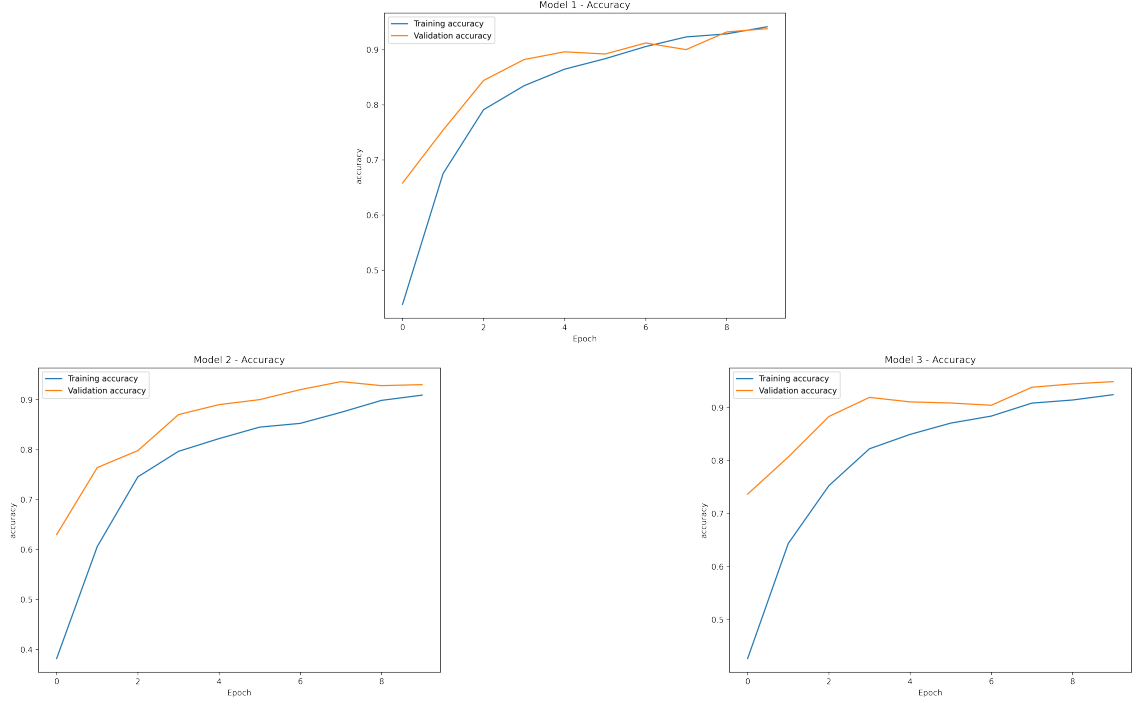 Model 1 - Accuracy
Training accuracy
Validation accuracy
0.9
0.8
0.7
0.6
0.5
accuracy
0
2
4
6
8
Epoch
Model 2 - Accuracy
Training accuracy
Validation accuracy
0.9
0.8
0.7
0.6
0.5
0.4
accuracy
0
2
4
6
8
Epoch
Model 3 - Accuracy
Training accuracy
Validation accuracy
0.9
0.8
0.7
0.6
0.5
accuracy
0
2
4
6
8
Epoch